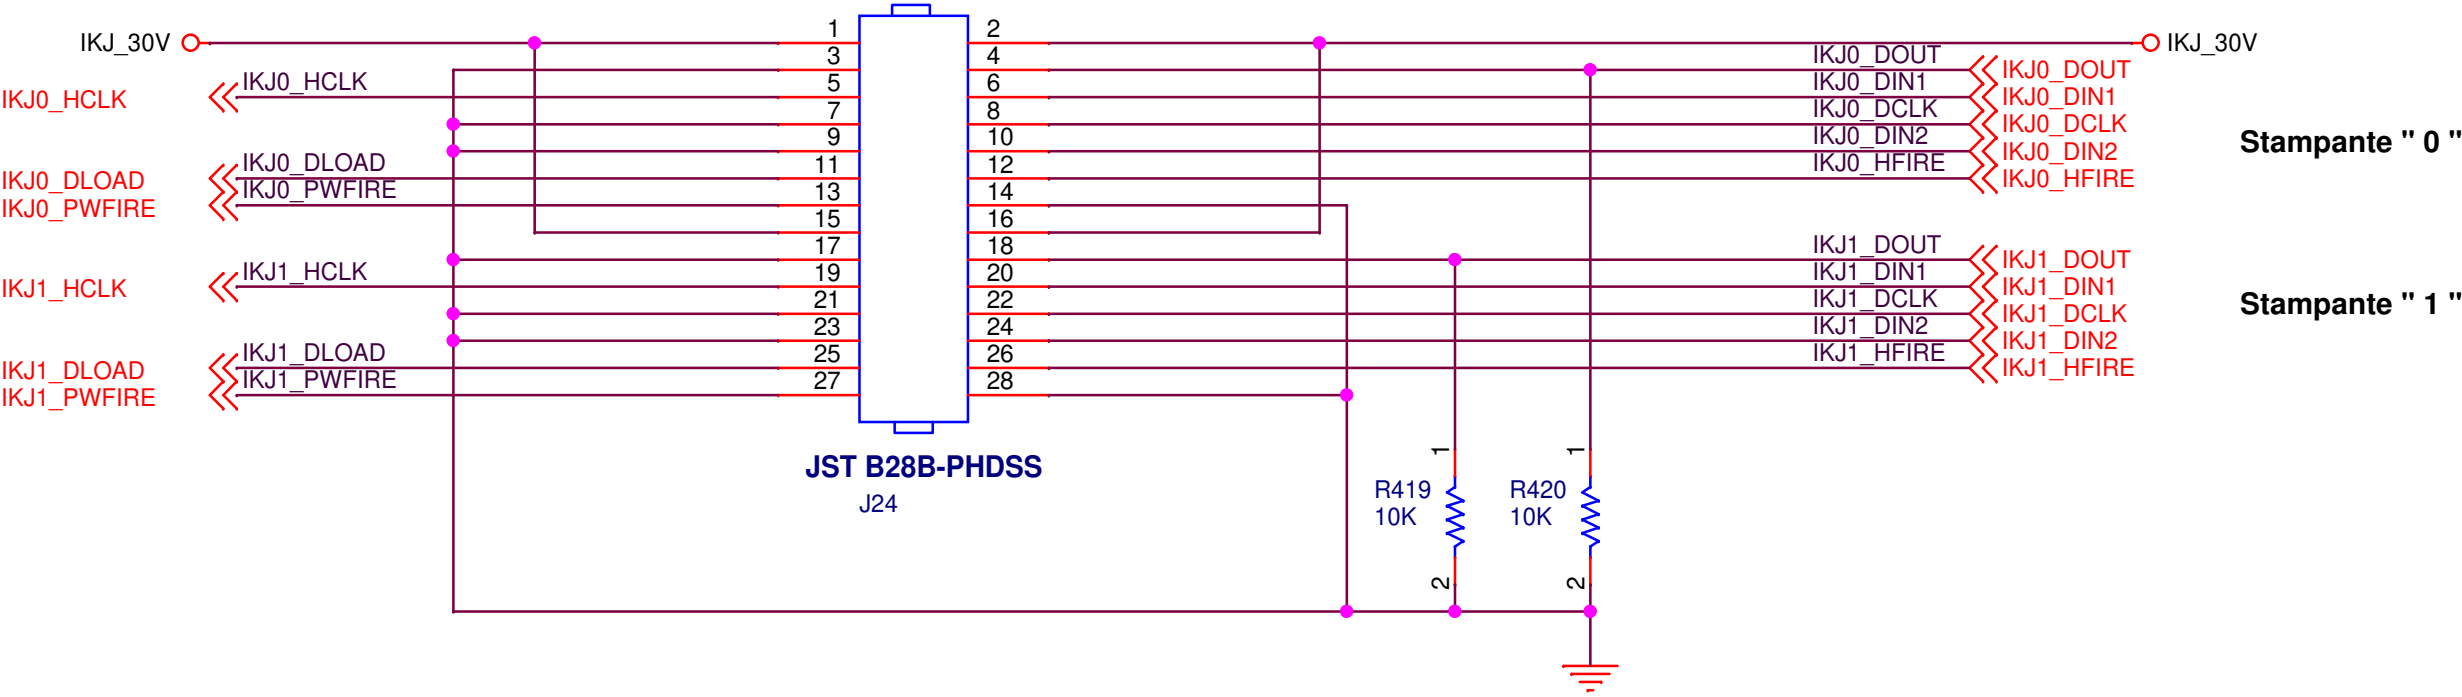 IKJ_30V
1
2
IKJ_30V
3
4
IKJ0_DOUT
IKJ0_DOUT
IKJ0_HCLK
IKJ0_HCLK
5
6
IKJ0_DIN1
IKJ0_DIN1
7
8
IKJ0_DCLK
IKJ0_DCLK
9
10
IKJ0_DIN2
IKJ0_DIN2
Stampante " 0 "
IKJ0_DLOAD
IKJ0_DLOAD
11
12
IKJ0_HFIRE
IKJ0_HFIRE
IKJ0_PWFIRE
IKJ0_PWFIRE
13
14
15
16
17
18
IKJ1_DOUT
IKJ1_DOUT
IKJ1_HCLK
IKJ1_HCLK
19
20
IKJ1_DIN1
IKJ1_DIN1
21
22
IKJ1_DCLK
IKJ1_DCLK
Stampante " 1 "
23
24
IKJ1_DIN2
IKJ1_DIN2
IKJ1_DLOAD
IKJ1_DLOAD
25
26
IKJ1_HFIRE
IKJ1_HFIRE
IKJ1_PWFIRE
IKJ1_PWFIRE
27
28
JST B28B-PHDSS
J24
1
R419
10K
2
1
R420
10K
2